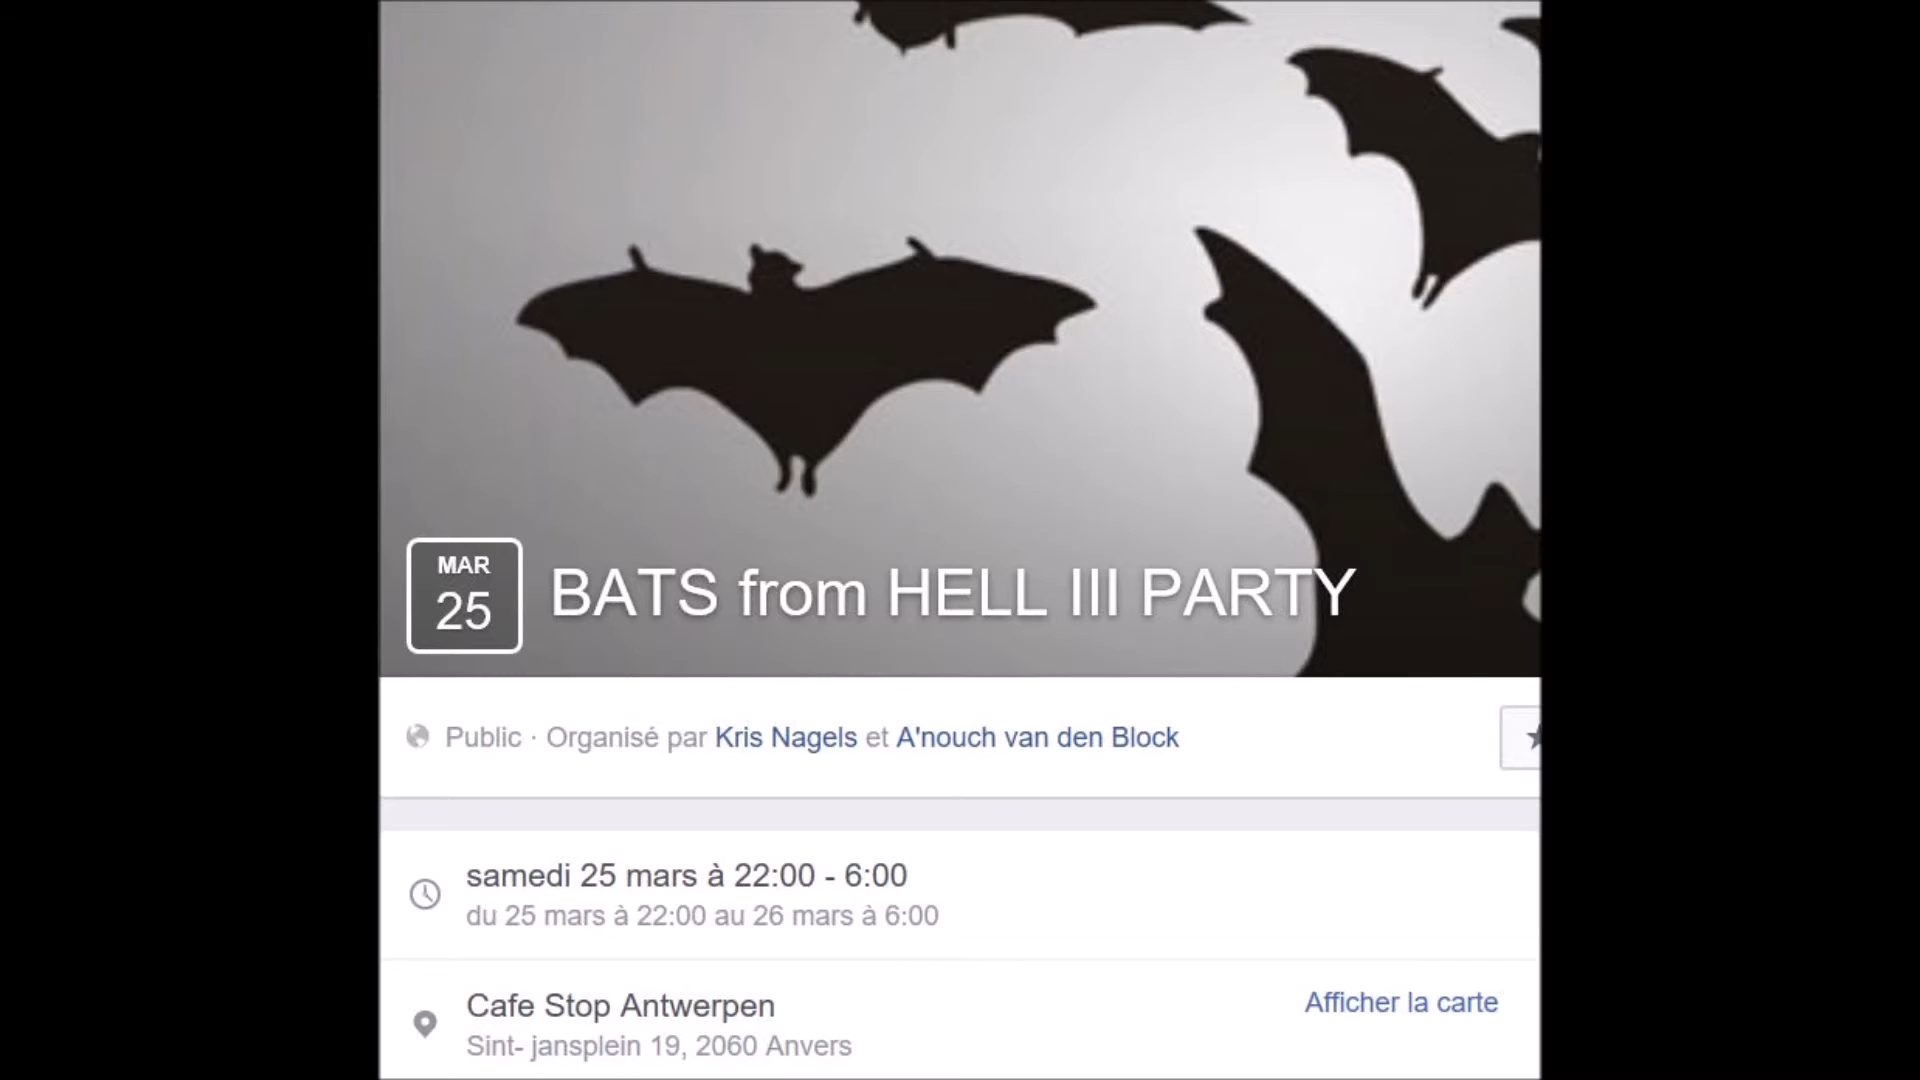 MAR
25
BATS from HELL III PARTY
Public · Organisé par Kris Nagels et A'nouch van den Block
samedi 25 mars à 22:00 - 6:00
du 25 mars à 22:00 au 26 mars à 6:00
Cafe Stop Antwerpen
Afficher la carte
Sint- jansplein 19, 2060 Anvers